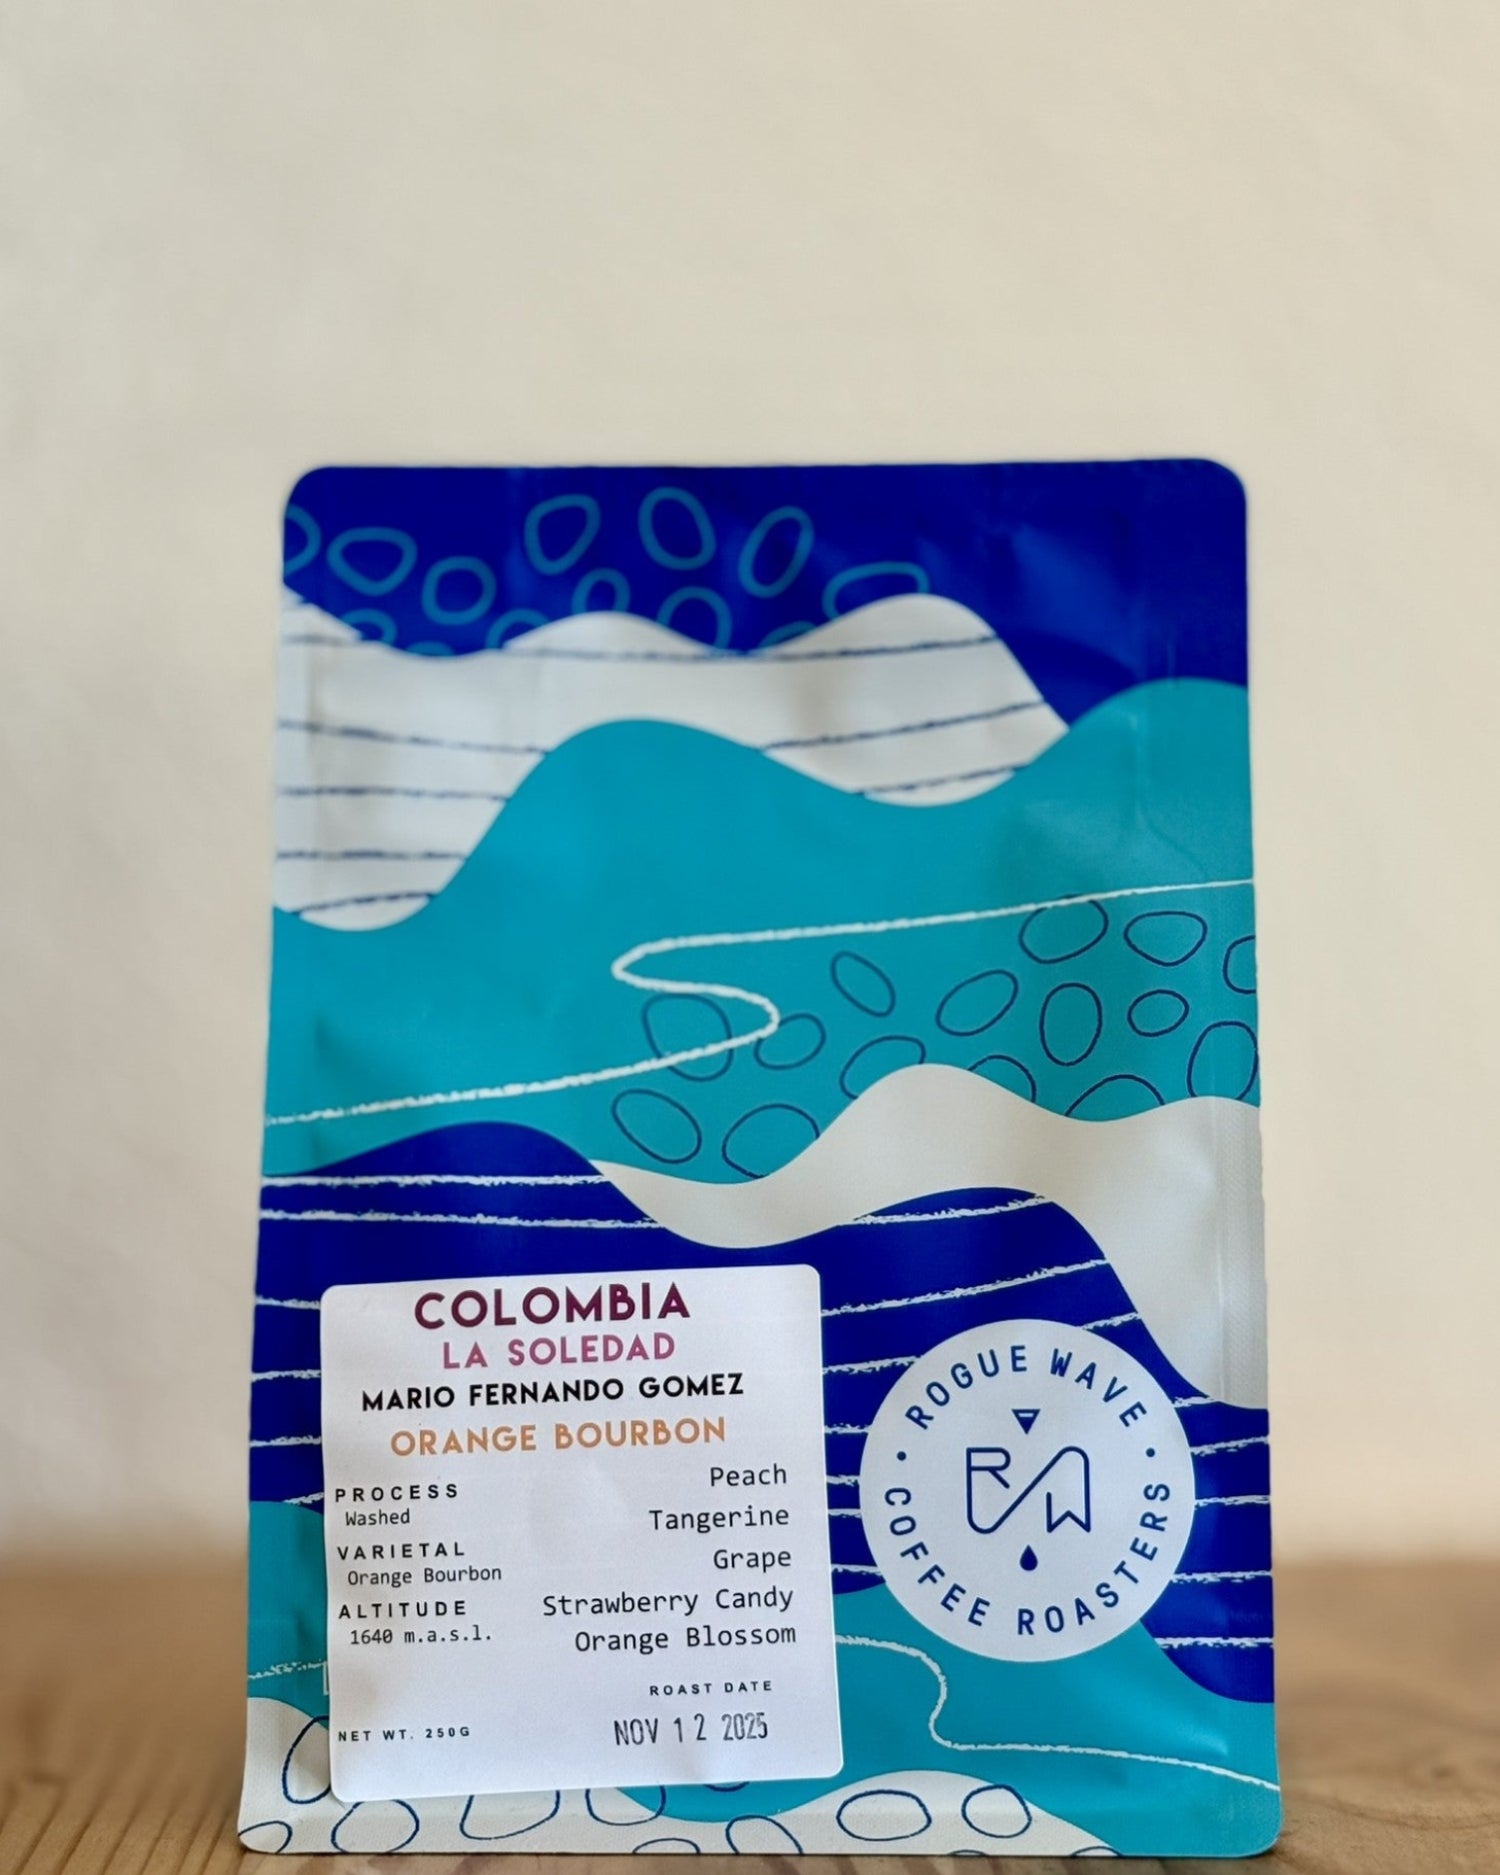 COLOMBIA
LA SOLEDAD
MARIO FERNANDO GOMEZ
ORANGE BOURBON
PROCESS
Washed
VARIETAL
Orange Bourbon
ALTITUDE
1640 m.a.s.l.
Peach
Tangerine
Grape
Strawberry Candy
Orange Blossom
ROAST DATE
NOV 12 2025
NET WT. 250G
ROGUE WAVE
RW
COFFEE ROASTERS